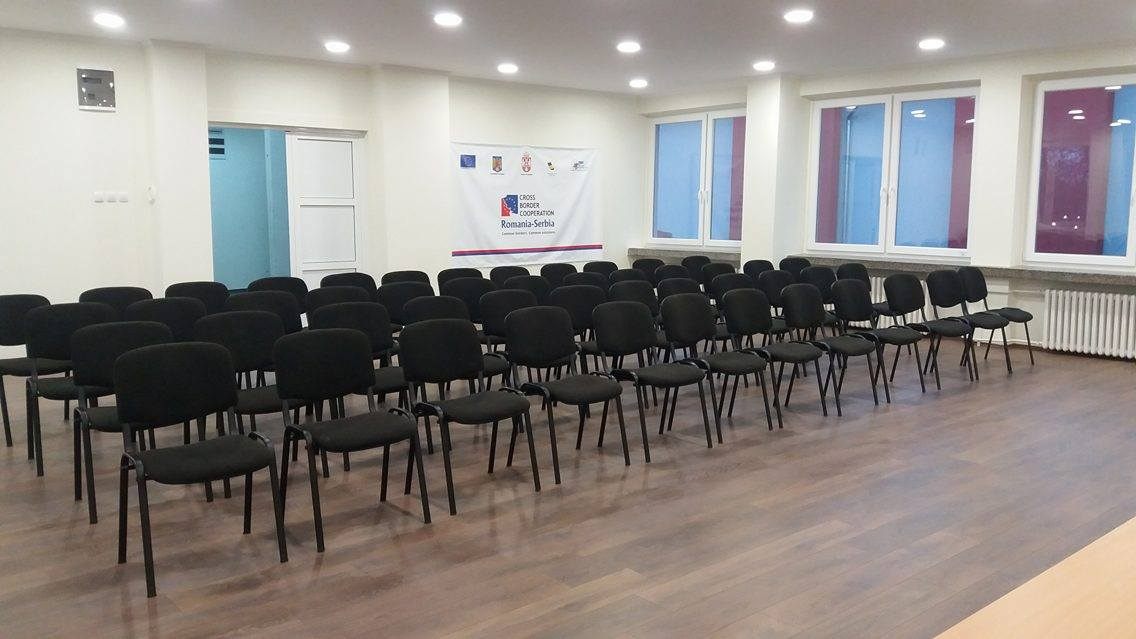 CROSS
BORDER
COOPERATION
Romania-Serbia
Common borders. Common solutions.